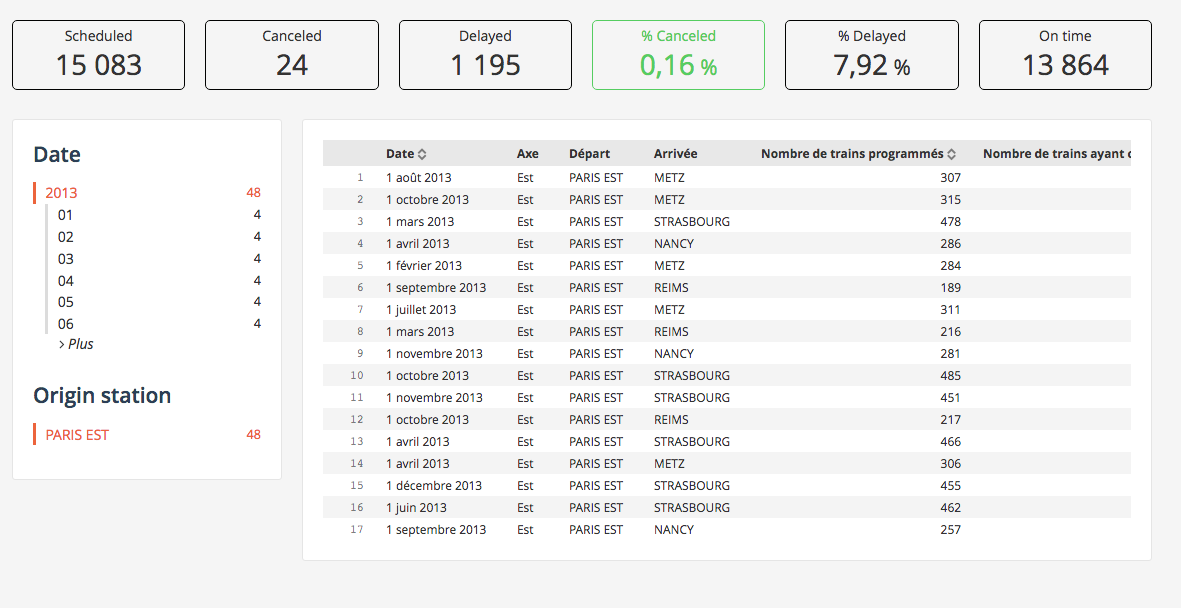 Scheduled
15 083
Canceled
24
Delayed
1 195
% Canceled
0,16 %
% Delayed
7,92 %
On time
13 864
Date
2013 48
01 4
02 4
03 4
04 4
05 4
06 4
› Plus
Origin station
PARIS EST 48
Date Axe Départ Arrivée Nombre de trains programmés Nombre de trains ayant
1 1 août 2013 Est PARIS EST METZ 307
2 1 octobre 2013 Est PARIS EST METZ 315
3 1 mars 2013 Est PARIS EST STRASBOURG 478
4 1 avril 2013 Est PARIS EST NANCY 286
5 1 février 2013 Est PARIS EST METZ 284
6 1 septembre 2013 Est PARIS EST REIMS 189
7 1 juillet 2013 Est PARIS EST METZ 311
8 1 mars 2013 Est PARIS EST REIMS 216
9 1 novembre 2013 Est PARIS EST NANCY 281
10 1 octobre 2013 Est PARIS EST STRASBOURG 485
11 1 novembre 2013 Est PARIS EST STRASBOURG 451
12 1 octobre 2013 Est PARIS EST REIMS 217
13 1 avril 2013 Est PARIS EST STRASBOURG 466
14 1 avril 2013 Est PARIS EST METZ 306
15 1 décembre 2013 Est PARIS EST STRASBOURG 455
16 1 juin 2013 Est PARIS EST STRASBOURG 462
17 1 septembre 2013 Est PARIS EST NANCY 257